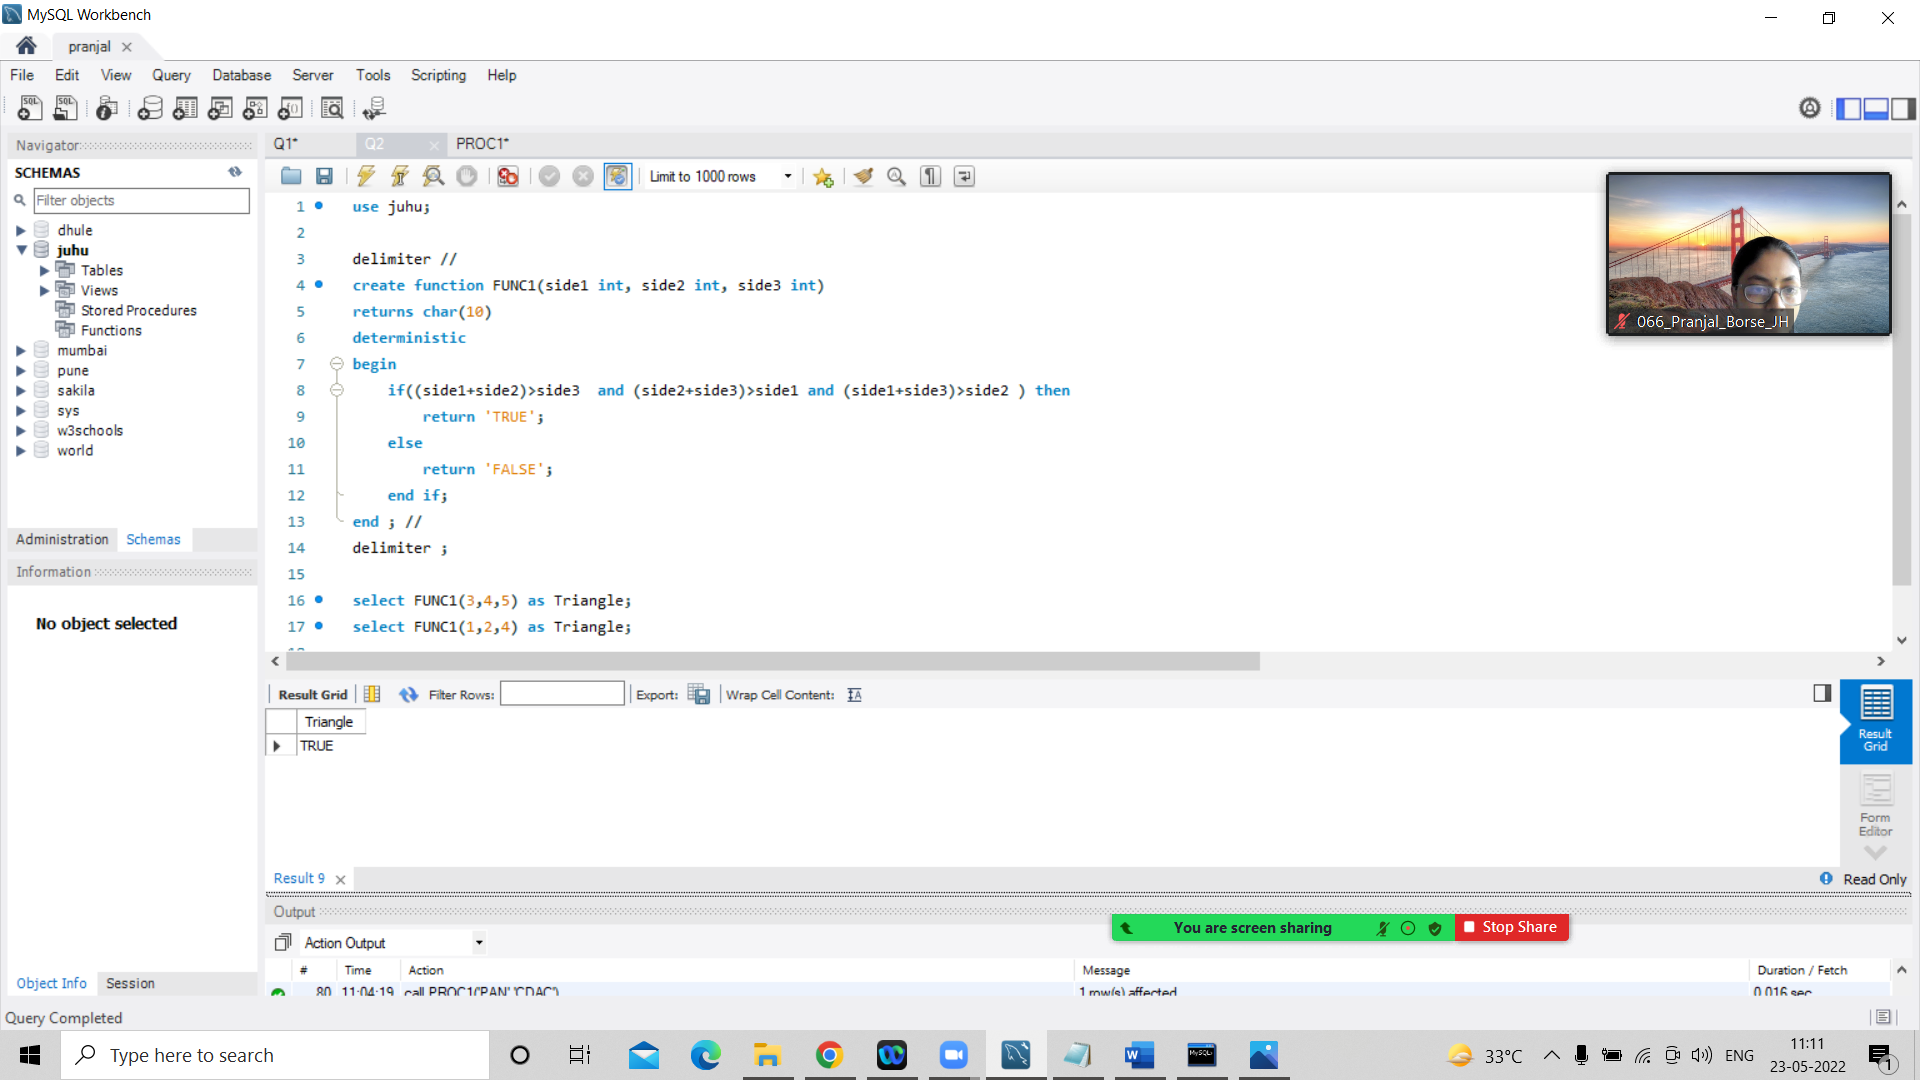 MySQL Workbench
pranjal
File Edit View Query Database Server Tools Scripting Help
Navigator
SCHEMAS
Filter objects
dhule
juhu
Tables
Views
Stored Procedures
Functions
mumbai
pune
sakila
sys
w3schools
world
Administration Schemas
Information
No object selected
Object Info Session
Query Completed
Q1* Q2 PROC1*
Limit to 1000 rows
1 use juhu;
2
3 delimiter //
4 create function FUNC1(side1 int, side2 int, side3 int)
5 returns char(10)
6 deterministic
7 begin
8 if((side1+side2)>side3 and (side2+side3)>side1 and (side1+side3)>side2 ) then
9 return 'TRUE';
10 else
11 return 'FALSE';
12 end if;
13 end ; //
14 delimiter ;
15
16 select FUNC1(3,4,5) as Triangle;
17 select FUNC1(1,2,4) as Triangle;
066_Pranjal_Borse_JH
Result Grid Filter Rows: Export: Wrap Cell Content:
Triangle
TRUE
Result Grid
Form Editor
Result 9
Read Only
Output
You are screen sharing Stop Share
Action Output
# Time Action Message Duration / Fetch
80 11:04:19 call PROC1('PAN','CDAC') 1 row(s) affected 0.016 sec
Type here to search
33°C ENG
11:11
23-05-2022
1